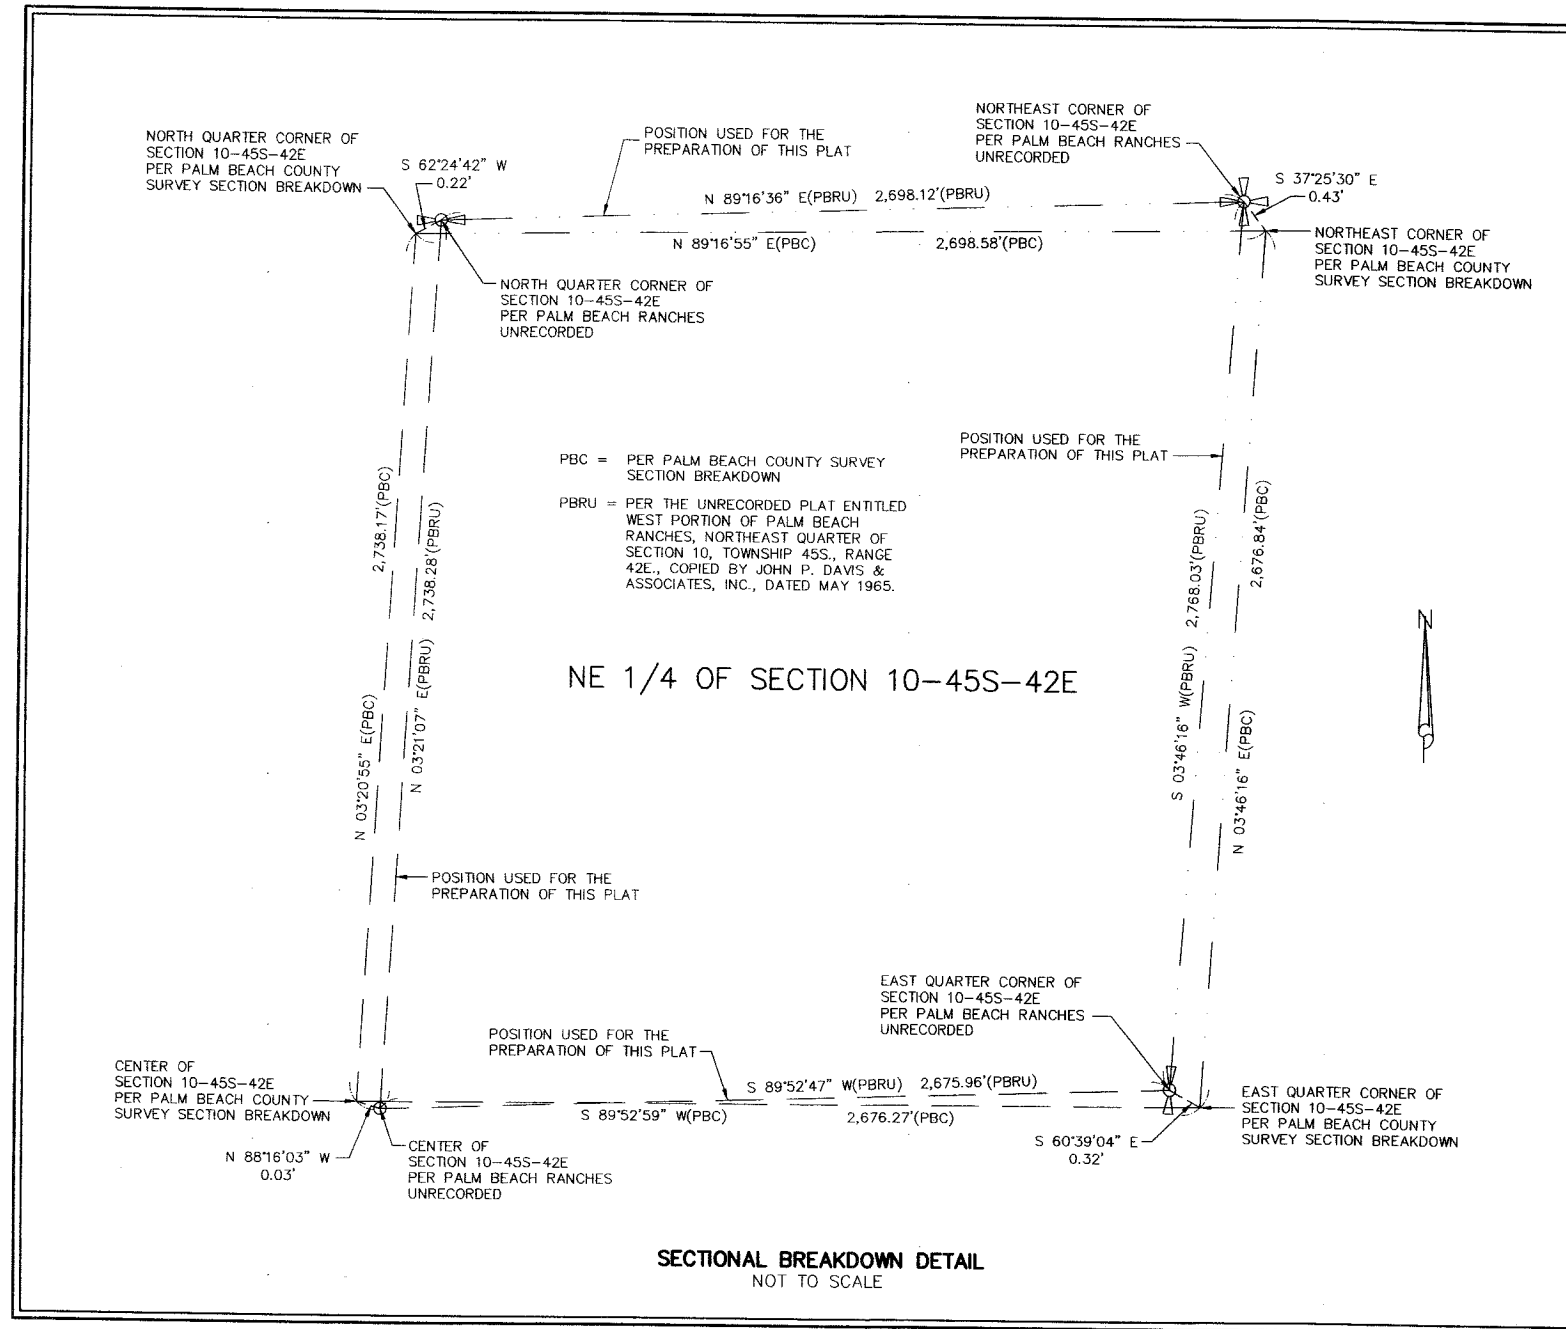 NORTH QUARTER CORNER OF
SECTION 10-45S-42E
PER PALM BEACH COUNTY
SURVEY SECTION BREAKDOWN
S 62°24'42" W
0.22'
POSITION USED FOR THE
PREPARATION OF THIS PLAT
NORTHEAST CORNER OF
SECTION 10-45S-42E
PER PALM BEACH RANCHES
UNRECORDED
S 37°25'30" E
0.43'
N 89°16'36" E(PBRU) 2,698.12'(PBRU)
N 89°16'55" E(PBC) 2,698.58'(PBC)
NORTHEAST CORNER OF
SECTION 10-45S-42E
PER PALM BEACH COUNTY
SURVEY SECTION BREAKDOWN
NORTH QUARTER CORNER OF
SECTION 10-45S-42E
PER PALM BEACH RANCHES
UNRECORDED
POSITION USED FOR THE
PREPARATION OF THIS PLAT
PBC = PER PALM BEACH COUNTY SURVEY
SECTION BREAKDOWN
PBRU = PER THE UNRECORDED PLAT ENTITLED
WEST PORTION OF PALM BEACH
RANCHES, NORTHEAST QUARTER OF
SECTION 10, TOWNSHIP 45S., RANGE
42E., COPIED BY JOHN P. DAVIS &
ASSOCIATES, INC., DATED MAY 1965.
N 03°20'55" E(PBC) 2,738.17'(PBC)
N 03°21'07" E(PBRU) 2,738.28'(PBRU)
S 03°46'16" W(PBRU) 2,768.03'(PBRU)
N 03°46'16" E(PBC) 2,676.84'(PBC)
N
NE 1/4 OF SECTION 10-45S-42E
POSITION USED FOR THE
PREPARATION OF THIS PLAT
EAST QUARTER CORNER OF
SECTION 10-45S-42E
PER PALM BEACH RANCHES
UNRECORDED
POSITION USED FOR THE
PREPARATION OF THIS PLAT
CENTER OF
SECTION 10-45S-42E
PER PALM BEACH COUNTY
SURVEY SECTION BREAKDOWN
S 89°52'47" W(PBRU) 2,675.96'(PBRU)
S 89°52'59" W(PBC) 2,676.27'(PBC)
EAST QUARTER CORNER OF
SECTION 10-45S-42E
PER PALM BEACH COUNTY
SURVEY SECTION BREAKDOWN
N 88°16'03" W
0.03'
CENTER OF
SECTION 10-45S-42E
PER PALM BEACH RANCHES
UNRECORDED
S 60°39'04" E
0.32'
SECTIONAL BREAKDOWN DETAIL
NOT TO SCALE